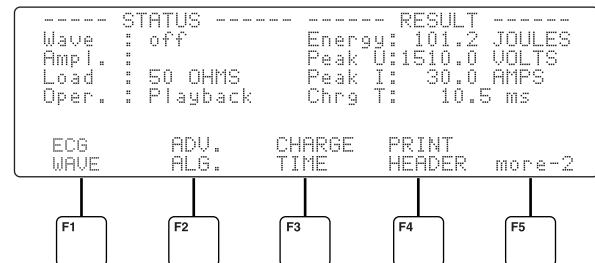 ----- STATUS ------ ------ RESULT ------
Wave : off Energy: 101.2 JOULES
Ampl. : Peak U:1510.0 VOLTS
Load : 50 OHMS Peak I: 30.0 AMPS
Oper. : Playback Chrg T: 10.5 ms
ECG ADV. CHARGE PRINT
WAVE ALG. TIME HEADER more-2
F1 F2 F3 F4 F5